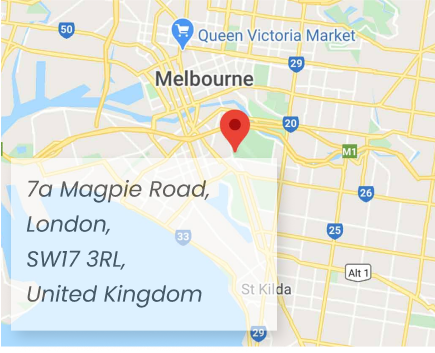 50
Queen Victoria Market
29
Melbourne
20
M1
7a Magpie Road,
London,
SW17 3RL,
United Kingdom
26
25
33
Alt 1
St Kilda
29